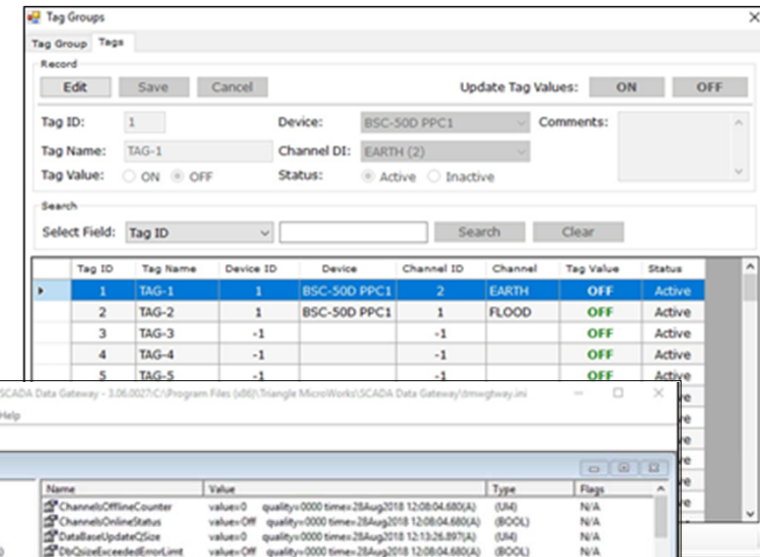 Tag Groups
Tag Group Tags
Record
Edit Save Cancel Update Tag Values: ON OFF
Tag ID: 1 Device: BSC-50D PPC1 Comments:
Tag Name: TAG-1 Channel DI: EARTH (2)
Tag Value: ON OFF Status: Active Inactive
Search
Select Field: Tag ID Search Clear
Tag ID Tag Name Device ID Device Channel ID Channel Tag Value Status
1 TAG-1 1 BSC-50D PPC1 2 EARTH OFF Active
2 TAG-2 1 BSC-50D PPC1 1 FLOOD OFF Active
3 TAG-3 -1 -1 OFF Active
4 TAG-4 -1 -1 OFF Active
5 TAG-5 -1 -1 OFF Active
SCADA Data Gateway - 3.06.0027:C:\Program Files (x86)\Triangle MicroWorks\SCADA Data Gateway\tmwgtway.ini
Help
Name Value Type Flags
ChannelsOfflineCounter value=0 quality=0000 time=28Aug2018 12:08:04.680(A) (UI4) N/A
ChannelsOnlineStatus value=Off quality=0000 time=28Aug2018 12:08:04.680(A) (BOOL) N/A
DataBaseUpdateQSize value=0 quality=0000 time=28Aug2018 12:13:26.897(A) (UI4) N/A
DbQsizeExceededErrorLimt value=Off quality=0000 time=28Aug2018 12:08:04.680(A) (BOOL) N/A